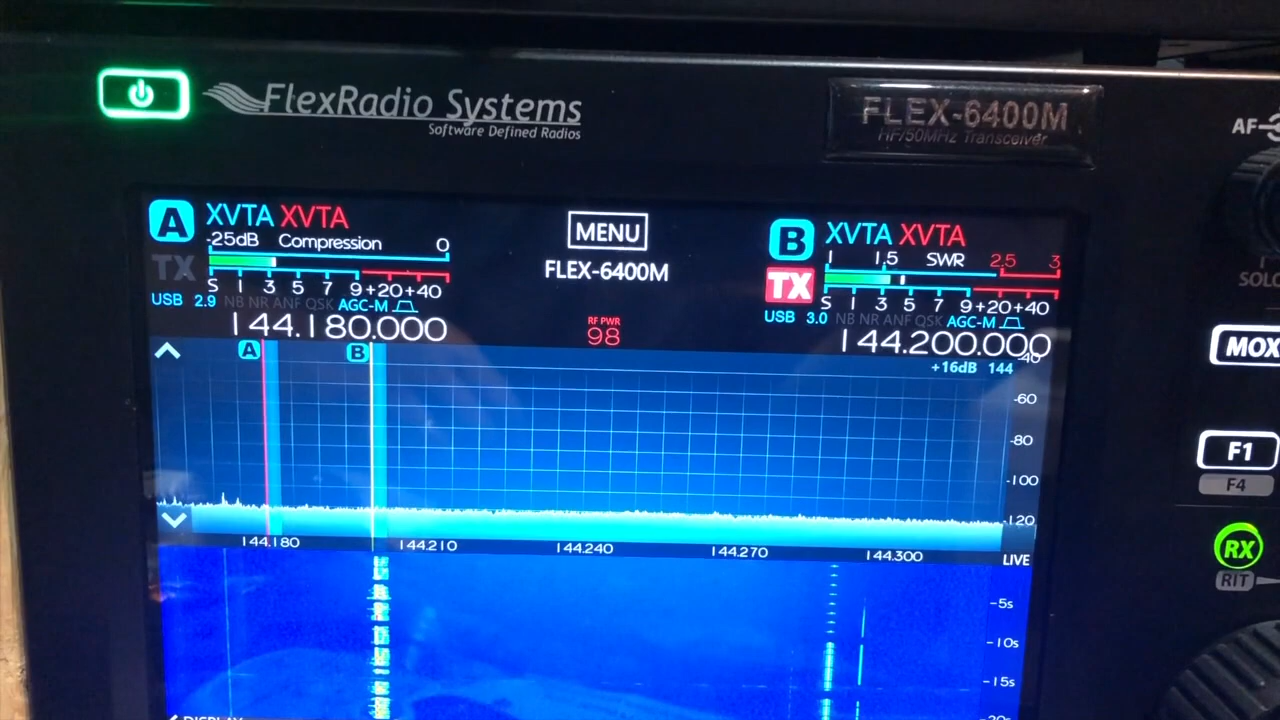 FlexRadio Systems
Software Defined Radios
FLEX-6400M
HF/50MHz Transceiver
AF
A XVTA XVTA
-25dB Compression 0
TX
S 1 3 5 7 9 +20 +40
USB 2.9 NB NR ANF QSK AGC-M
144.180.000
MENU
FLEX-6400M
RF PWR
98
B XVTA XVTA
1 1.5 SWR 2.5 3
TX
S 1 3 5 7 9 +20 +40
USB 3.0 NB NR ANF QSK AGC-M
144.200.000
+16dB 144
A B
-40
-60
-80
-100
-120
144.180 144.210 144.240 144.270 144.300
LIVE
-5s
-10s
-15s
-20s
DISPLAY
SOLO
MOX
F1
F4
RX
RIT